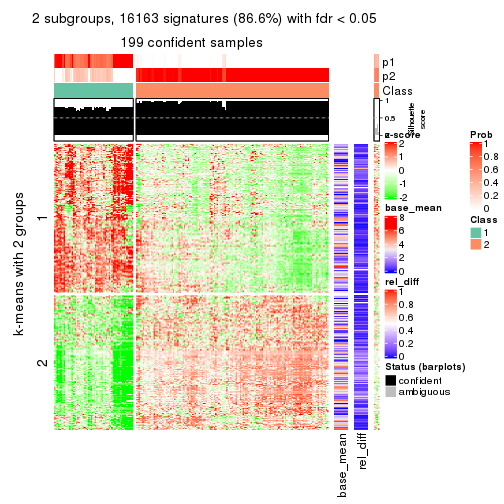 2 subgroups, 16163 signatures (86.6%) with fdr < 0.05
199 confident samples
p1
p2
Class
1
0.5
0
Silhouette
score
k-means with 2 groups
1
2
base_mean
rel_diff
z-score
2
1
0
-1
-2
base_mean
8
6
4
2
0
rel_diff
1
0.8
0.6
0.4
0.2
0
Status (barplots)
confident
ambiguous
Prob
1
0.8
0.6
0.4
0.2
0
Class
1
2